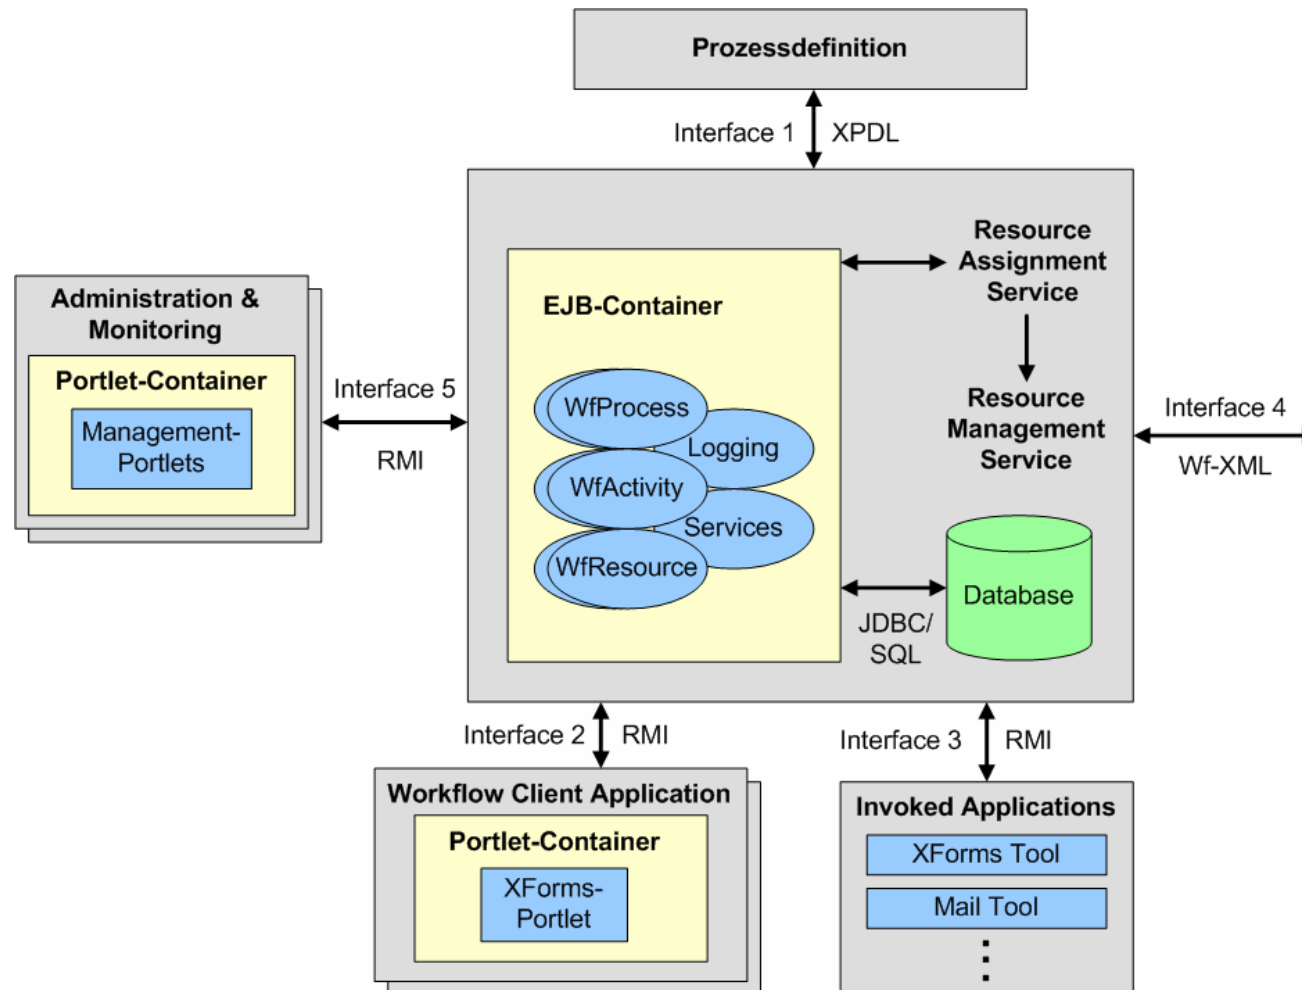 Prozessdefinition
Interface 1 XPDL
Resource
Assignment
Service
EJB-Container
Administration &
Monitoring
Portlet-Container
Management-
Portlets
Interface 5
RMI
WfProcess
Logging
WfActivity
Services
WfResource
Resource
Management
Service
Interface 4
Wf-XML
Database
JDBC/
SQL
Interface 2 RMI
Interface 3 RMI
Workflow Client Application
Portlet-Container
XForms-
Portlet
Invoked Applications
XForms Tool
Mail Tool